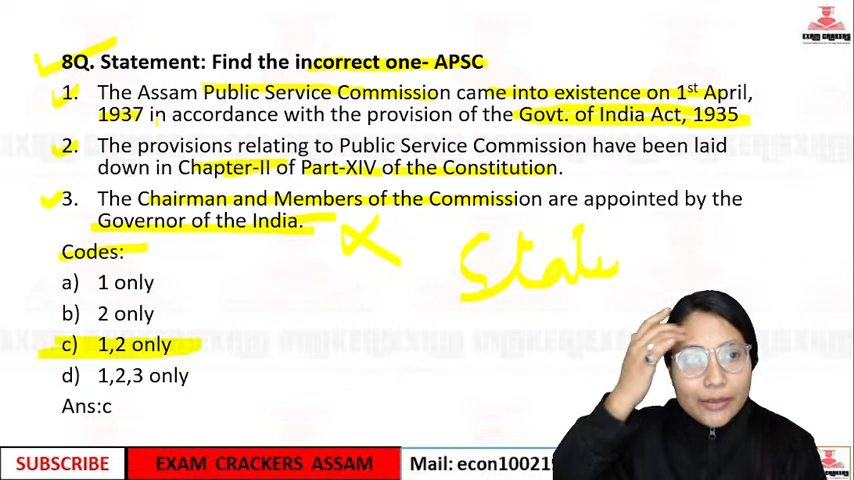 8Q. Statement: Find the incorrect one- APSC
1. The Assam Public Service Commission came into existence on 1st April,
1937 in accordance with the provision of the Govt. of India Act, 1935
2. The provisions relating to Public Service Commission have been laid
down in Chapter-II of Part-XIV of the Constitution.
3. The Chairman and Members of the Commission are appointed by the
Governor of the India.
State
Codes:
a) 1 only
b) 2 only
c) 1,2 only
d) 1,2,3 only
Ans:c
EXAM CRAKERS
SUBSCRIBE
EXAM CRACKERS ASSAM
Mail: econ10021